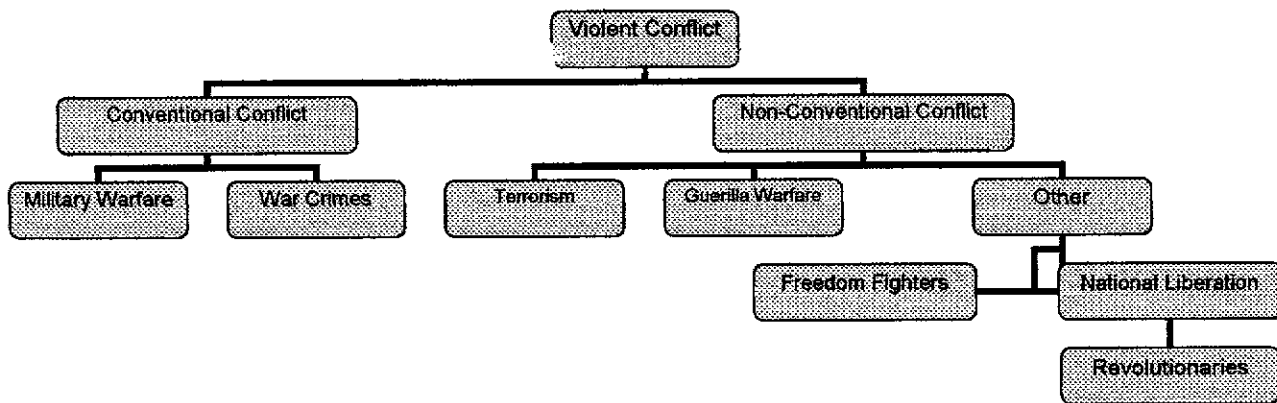 Violent Conflict
Conventional Conflict
Non-Conventional Conflict
Military Warfare
War Crimes
Terrorism
Guerilla Warfare
Other
Freedom Fighters
National Liberation
Revolutionaries